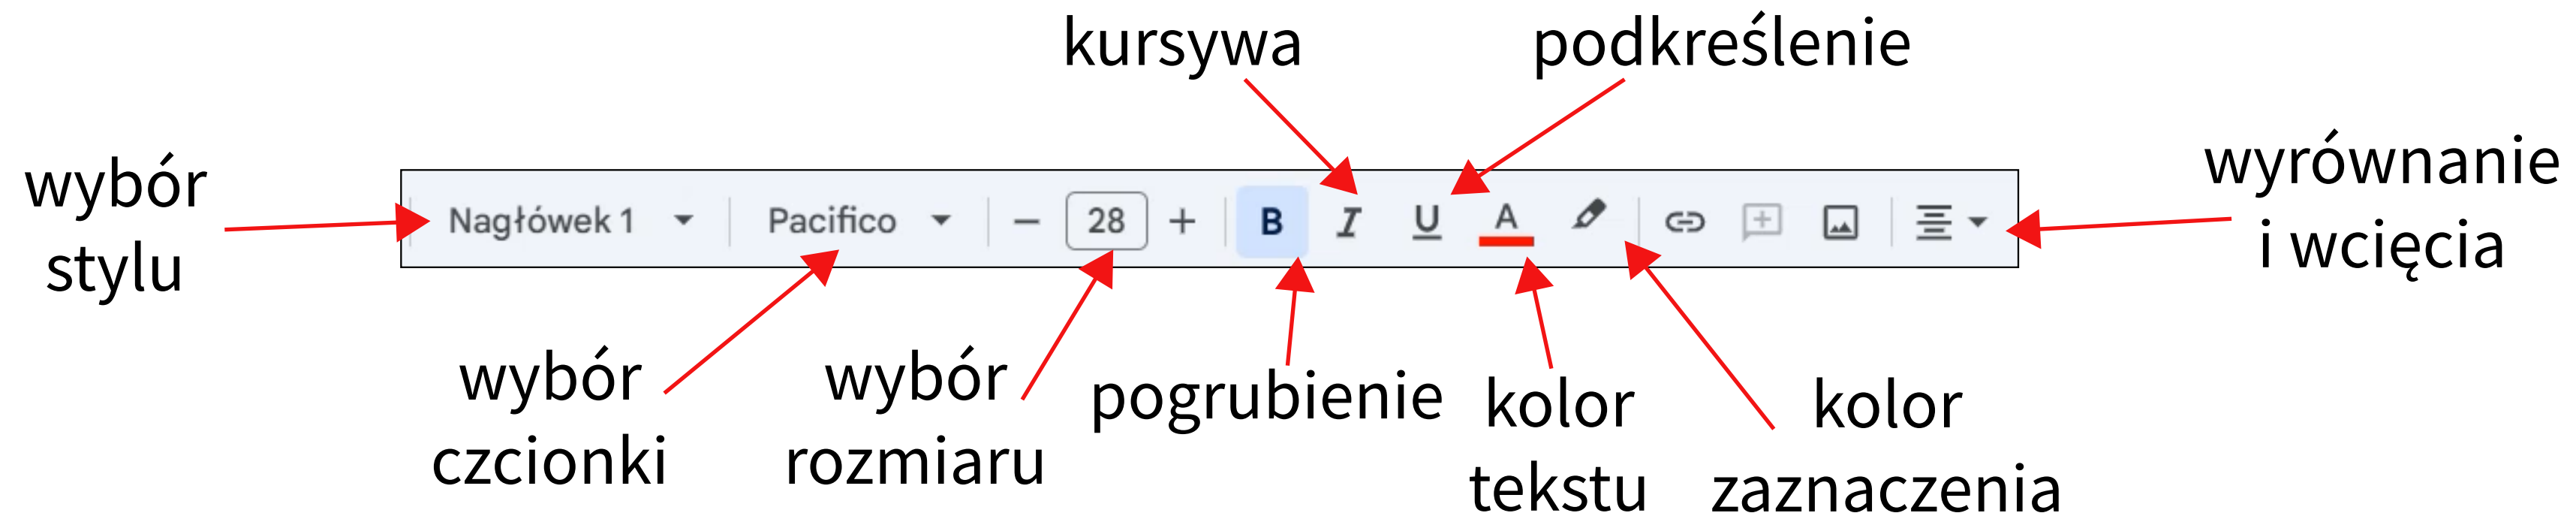 kursywa
podkreślenie
wybór
stylu
wyrównanie
i wcięcia
Nagłówek 1
Pacifico
28
B I U A
wybór
czcionki
wybór
rozmiaru
pogrubienie
kolor
tekstu
kolor
zaznaczenia